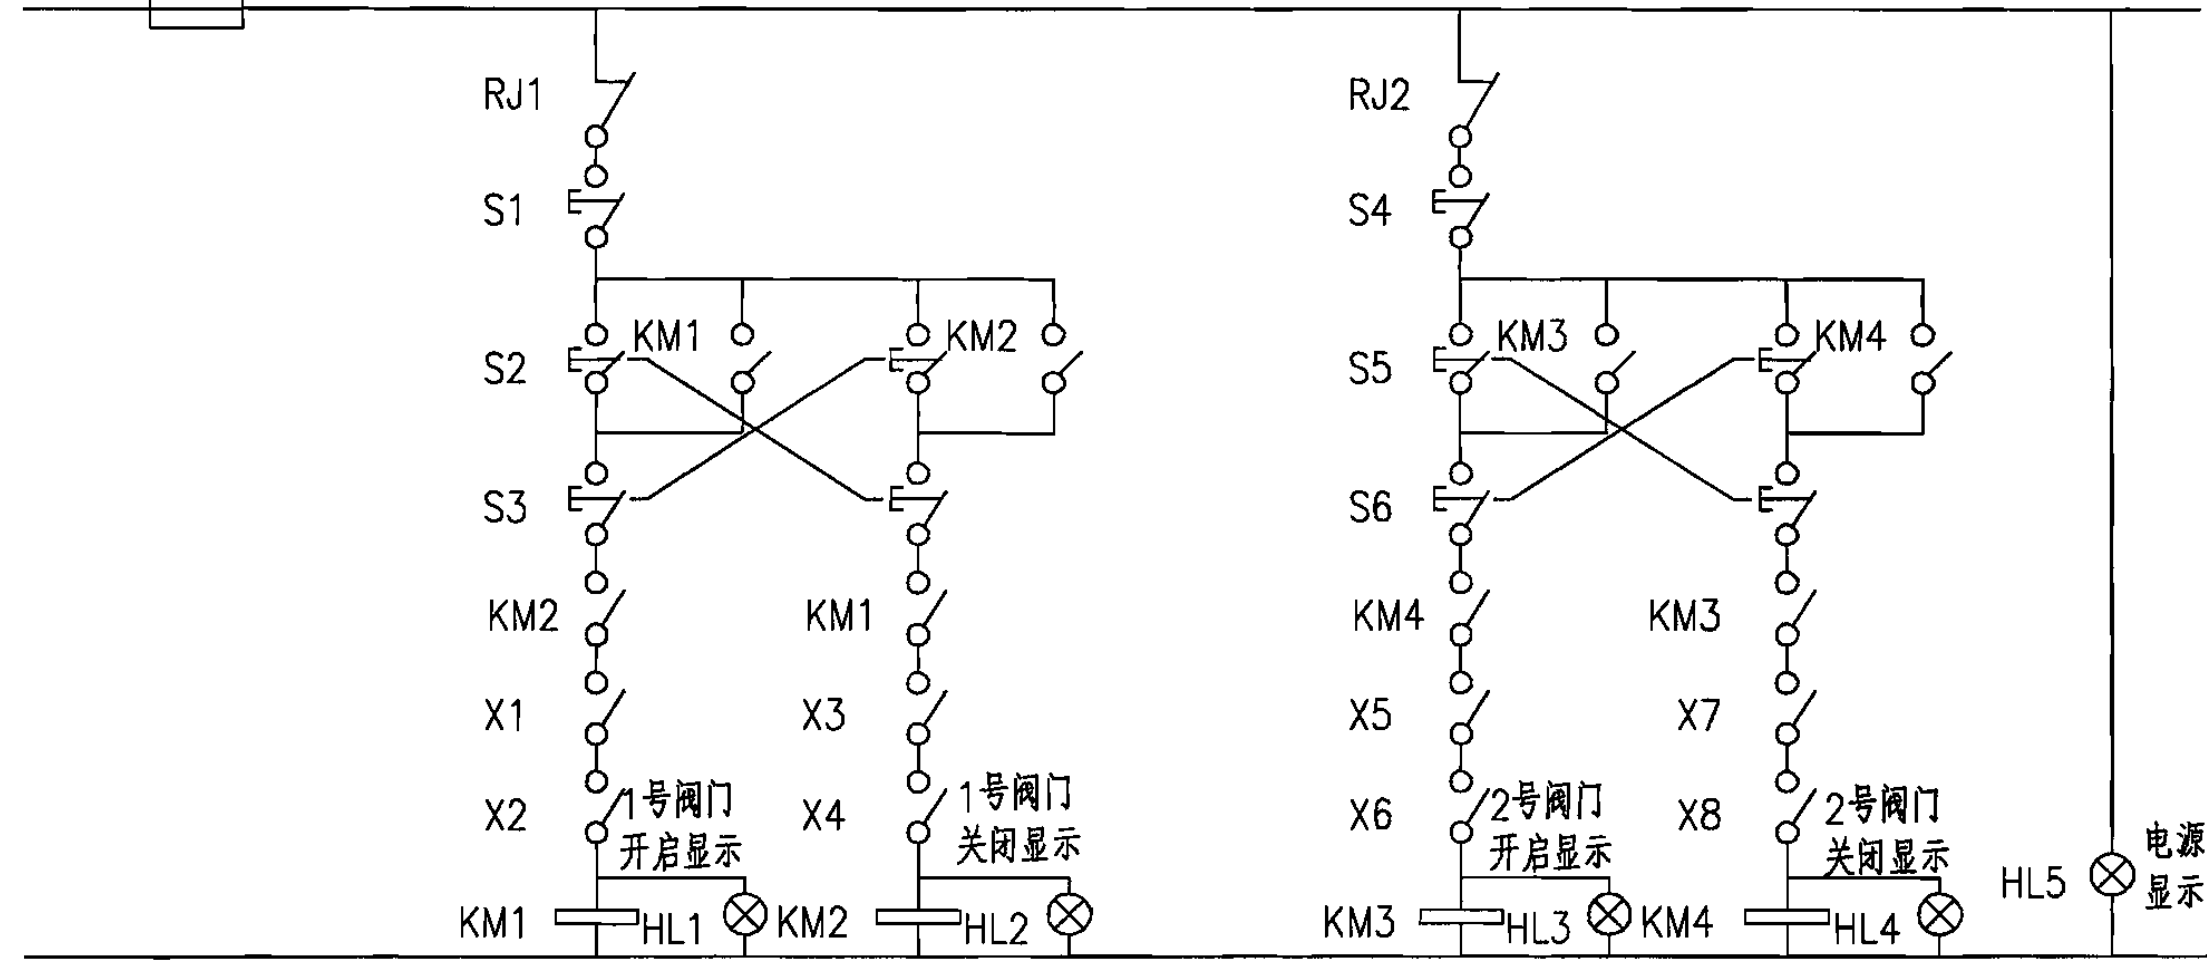 RJ1
RJ2
S1
S4
KM1
KM2
KM3
KM4
S2
S5
S3
S6
KM2
KM1
KM4
KM3
X1
X3
X5
X7
X2
1号阀门
开启显示
X4
1号阀门
关闭显示
X6
2号阀门
开启显示
X8
2号阀门
关闭显示
电源
显示
HL5
KM1
HL1
KM2
HL2
KM3
HL3
KM4
HL4